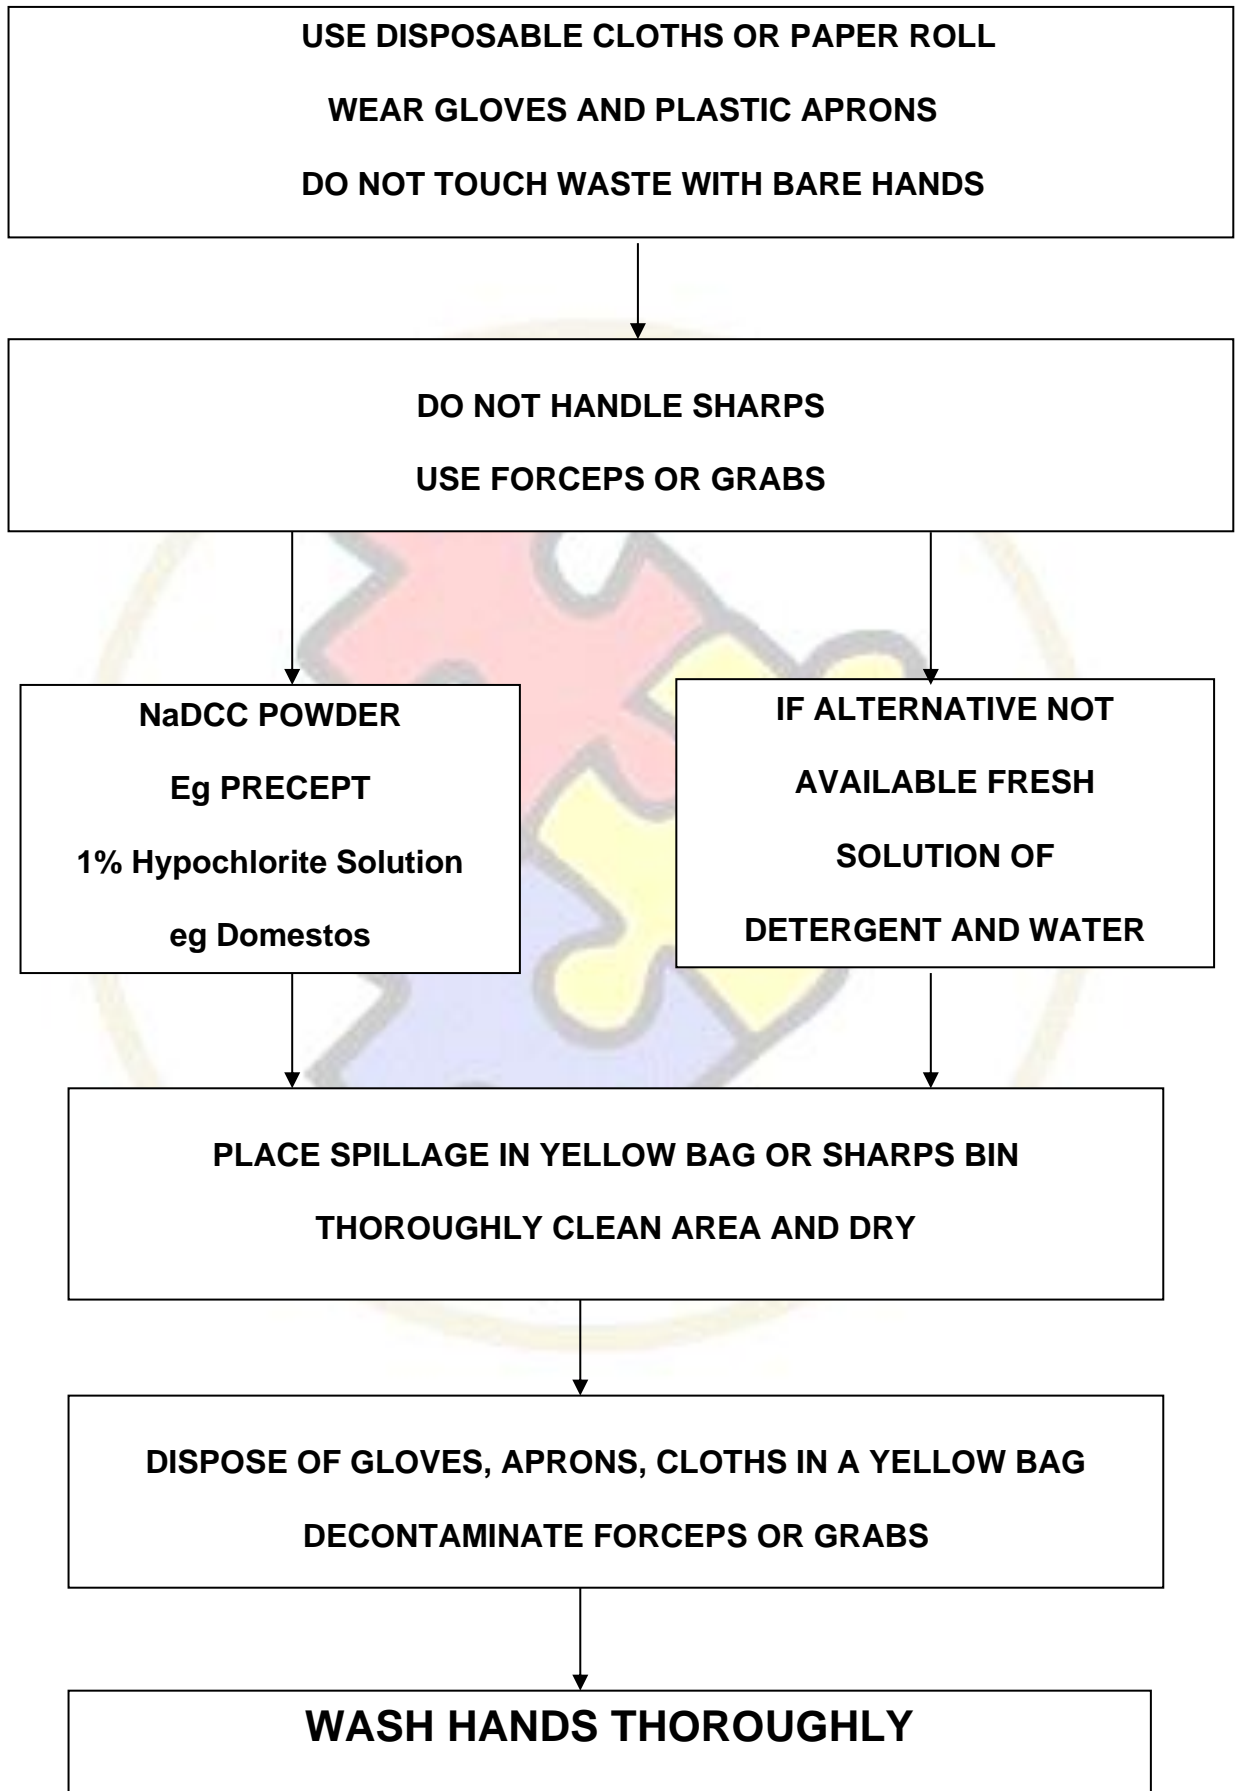 USE DISPOSABLE CLOTHS OR PAPER ROLL
WEAR GLOVES AND PLASTIC APRONS
DO NOT TOUCH WASTE WITH BARE HANDS
DO NOT HANDLE SHARPS
USE FORCEPS OR GRABS
NaDCC POWDER
Eg PRECEPT
1% Hypochlorite Solution
eg Domestos
IF ALTERNATIVE NOT
AVAILABLE FRESH
SOLUTION OF
DETERGENT AND WATER
PLACE SPILLAGE IN YELLOW BAG OR SHARPS BIN
THOROUGHLY CLEAN AREA AND DRY
DISPOSE OF GLOVES, APRONS, CLOTHS IN A YELLOW BAG
DECONTAMINATE FORCEPS OR GRABS
WASH HANDS THOROUGHLY